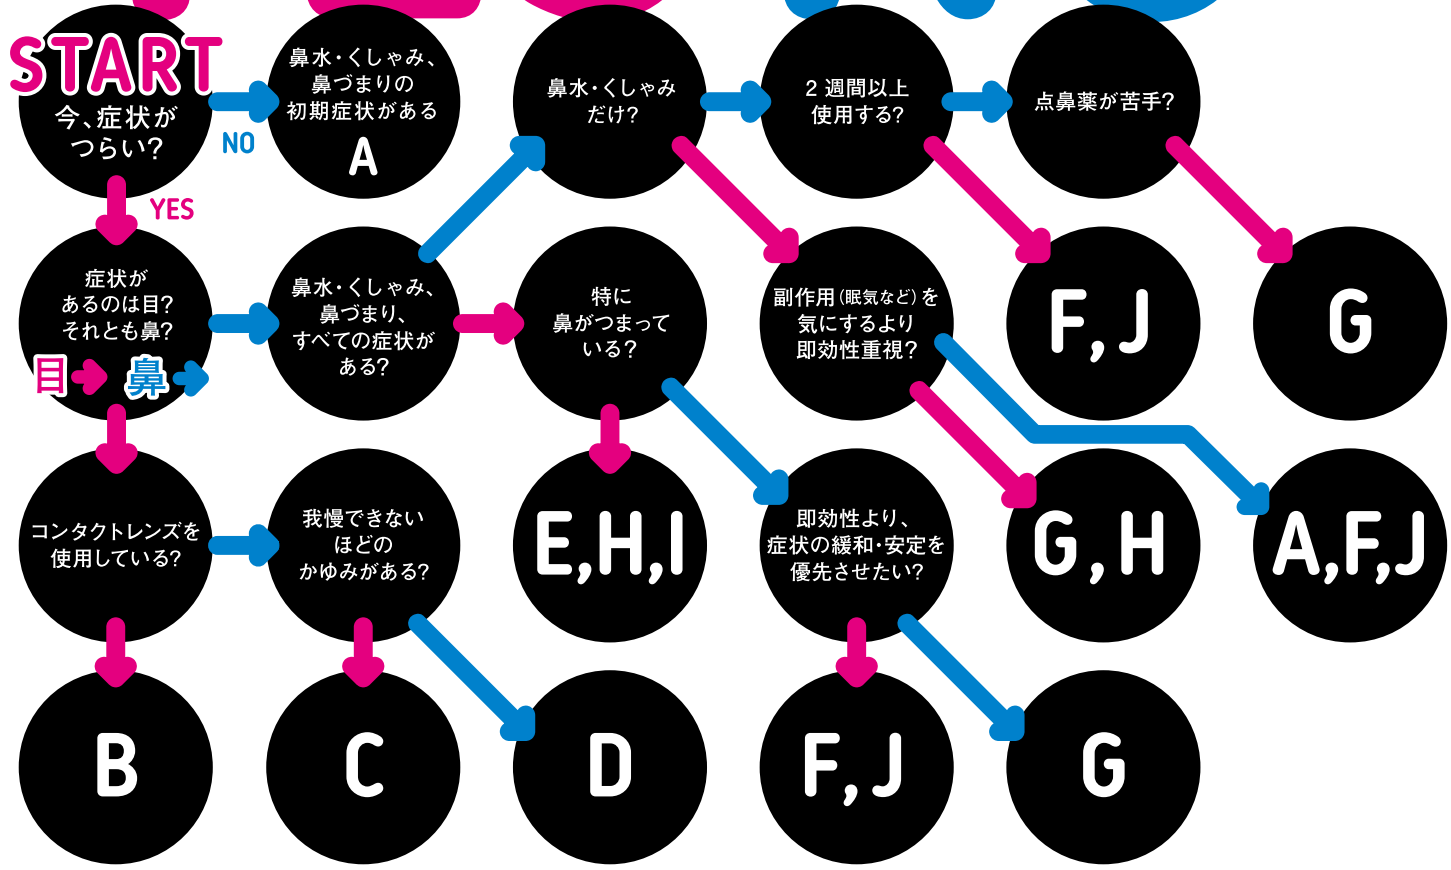 START
今、症状が
つらい?
NO
YES
鼻水・くしゃみ、
鼻づまりの
初期症状がある
A
鼻水・くしゃみ
だけ?
2 週間以上
使用する?
点鼻薬が苦手?
症状が
あるのは目?
それとも鼻?
目 鼻
鼻水・くしゃみ、
鼻づまり、
すべての症状が
ある?
特に
鼻がつまって
いる?
副作用(眠気など)を
気にするより
即効性重視?
F,J
G
コンタクトレンズを
使用している?
我慢できない
ほどの
かゆみがある?
E,H,I
即効性より、
症状の緩和・安定を
優先させたい?
G,H
A,F,J
B
C
D
F,J
G